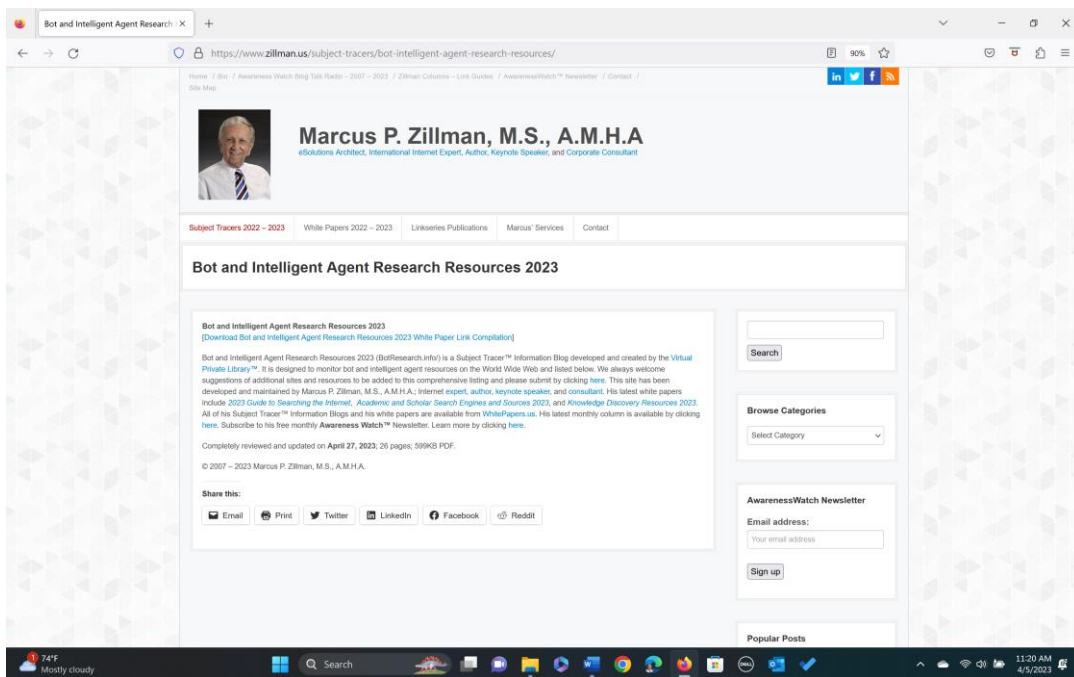 Bot and Intelligent Agent Research
https://www.zillman.us/subject-tracers/bot-intelligent-agent-research-resources/
90%
Home / Bio / Awareness Watch Blog Talk Radio – 2007 – 2023 / Zillman Columns – Link Guides / AwarenessWatch™ Newsletter / Contact /
Site Map
Marcus P. Zillman, M.S., A.M.H.A
eSolutions Architect, International Internet Expert, Author, Keynote Speaker, and Corporate Consultant
Subject Tracers 2022 – 2023
White Papers 2022 – 2023
Linkseries Publications
Marcus' Services
Contact
Bot and Intelligent Agent Research Resources 2023
Bot and Intelligent Agent Research Resources 2023
[Download Bot and Intelligent Agent Research Resources 2023 White Paper Link Compilation]
Bot and Intelligent Agent Research Resources 2023 (BotResearch.info/) is a Subject Tracer™ Information Blog developed and created by the Virtual
Private Library™. It is designed to monitor bot and intelligent agent resources on the World Wide Web and listed below. We always welcome
suggestions of additional sites and resources to be added to this comprehensive listing and please submit by clicking here. This site has been
developed and maintained by Marcus P. Zillman, M.S., A.M.H.A.; Internet expert, author, keynote speaker, and consultant. His latest white papers
include 2023 Guide to Searching the Internet, Academic and Scholar Search Engines and Sources 2023, and Knowledge Discovery Resources 2023.
All of his Subject Tracer™ Information Blogs and his white papers are available from WhitePapers.us. His latest monthly column is available by clicking
here. Subscribe to his free monthly Awareness Watch™ Newsletter. Learn more by clicking here.
Completely reviewed and updated on April 27, 2023; 26 pages; 599KB PDF.
© 2007 – 2023 Marcus P. Zillman, M.S., A.M.H.A.
Share this:
Email
Print
Twitter
LinkedIn
Facebook
Reddit
Search
Browse Categories
Select Category
AwarenessWatch Newsletter
Email address:
Your email address
Sign up
Popular Posts
1
74°F
Mostly cloudy
Search
DELL
11:20 AM
4/5/2023